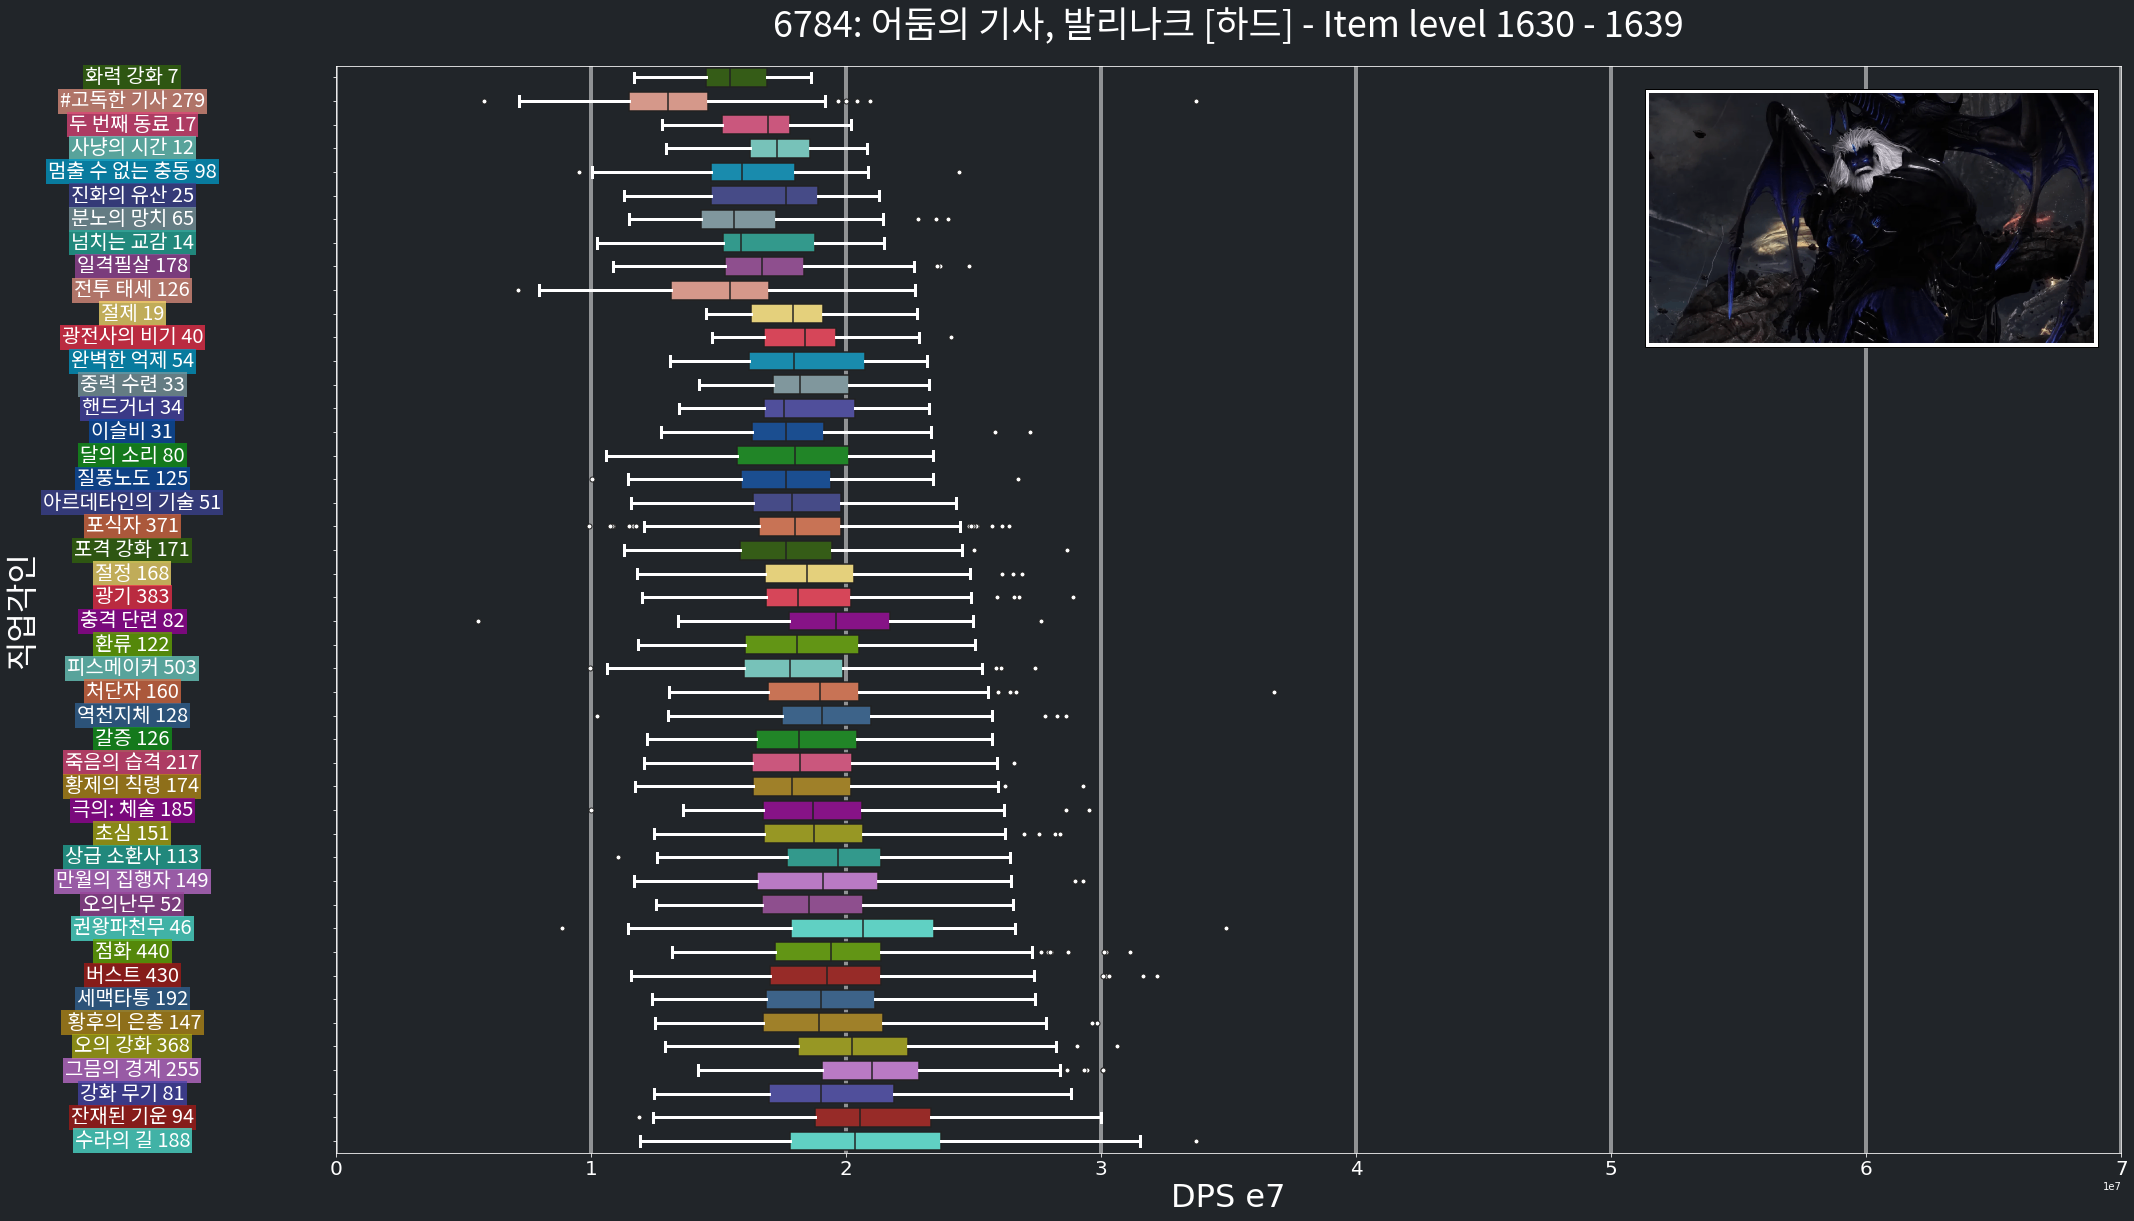 6784: 어둠의 기사, 발리나크 [하드] - Item level 1630 - 1639
화력 강화 7
#고독한 기사 279
두 번째 동료 17
사냥의 시간 12
멈출 수 없는 충동 98
진화의 유산 25
분노의 망치 65
넘치는 교감 14
일격필살 178
전투 태세 126
절제 19
광전사의 비기 40
완벽한 억제 54
중력 수련 33
핸드거너 34
이슬비 31
달의 소리 80
질풍노도 125
아르데타인의 기술 51
포식자 371
포격 강화 171
절정 168
광기 383
충격 단련 82
환류 122
피스메이커 503
처단자 160
역천지체 128
갈증 126
죽음의 습격 217
황제의 칙령 174
극의: 체술 185
초심 151
상급 소환사 113
만월의 집행자 149
오의난무 52
권왕파천무 46
점화 440
버스트 430
세맥타통 192
황후의 은총 147
오의 강화 368
그믐의 경계 255
강화 무기 81
잔재된 기운 94
수라의 길 188
직업각인
0 1 2 3 4 5 6 7
1e7
DPS e7